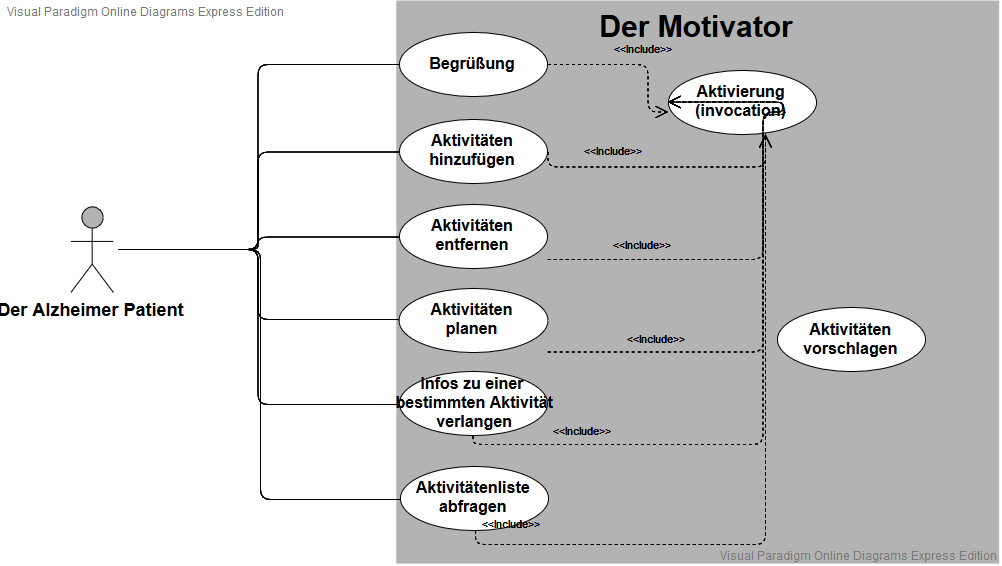 Visual Paradigm Online Diagrams Express Edition
Der Motivator
<<Include>>
Begrüßung
Aktivierung
(invocation)
Aktivitäten
hinzufügen
<<Include>>
Aktivitäten
entfernen
<<Include>>
Der Alzheimer Patient
Aktivitäten
planen
<<Include>>
Aktivitäten
vorschlagen
Infos zu einer
bestimmten Aktivität
verlangen
<<Include>>
Aktivitätenliste
abfragen
<<Include>>
Visual Paradigm Online Diagrams Express Edition